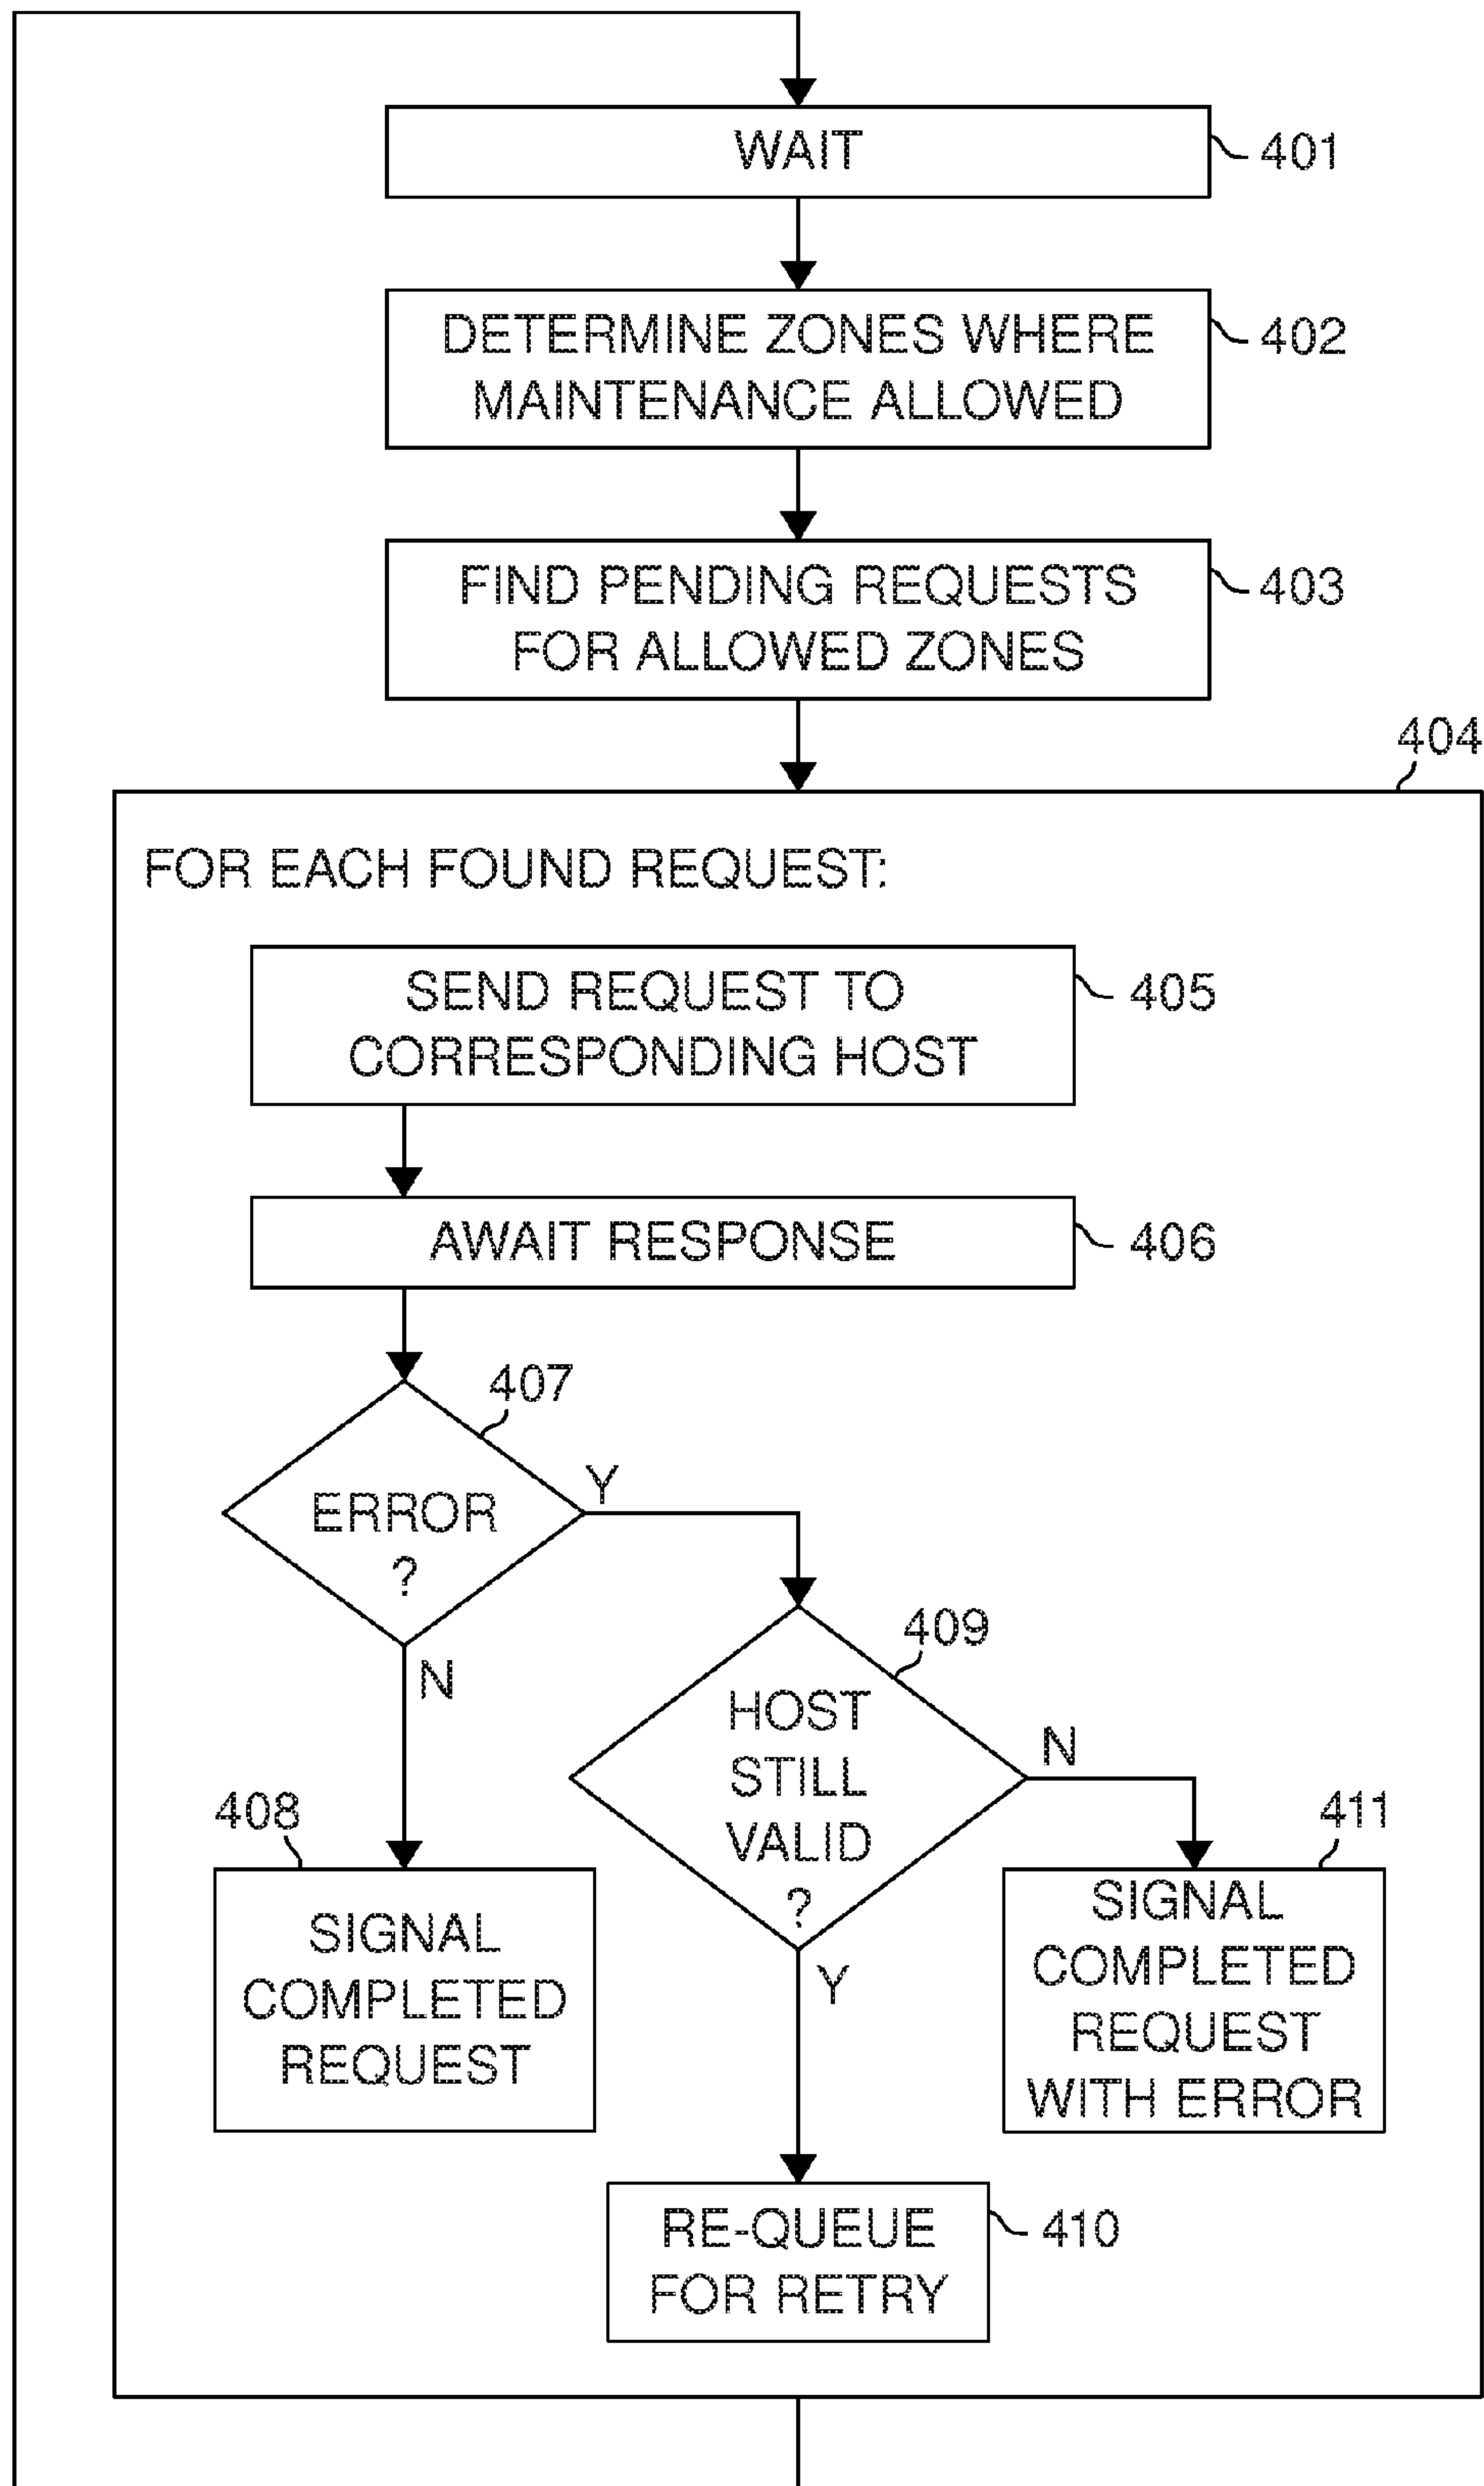 WAIT
401
DETERMINE ZONES WHERE
MAINTENANCE ALLOWED
402
FIND PENDING REQUESTS
FOR ALLOWED ZONES
403
404
FOR EACH FOUND REQUEST:
SEND REQUEST TO
CORRESPONDING HOST
405
AWAIT RESPONSE
406
407
ERROR
?
Y
N
409
HOST
STILL
VALID
?
N
Y
408
SIGNAL
COMPLETED
REQUEST
411
SIGNAL
COMPLETED
REQUEST
WITH ERROR
RE-QUEUE
FOR RETRY
410